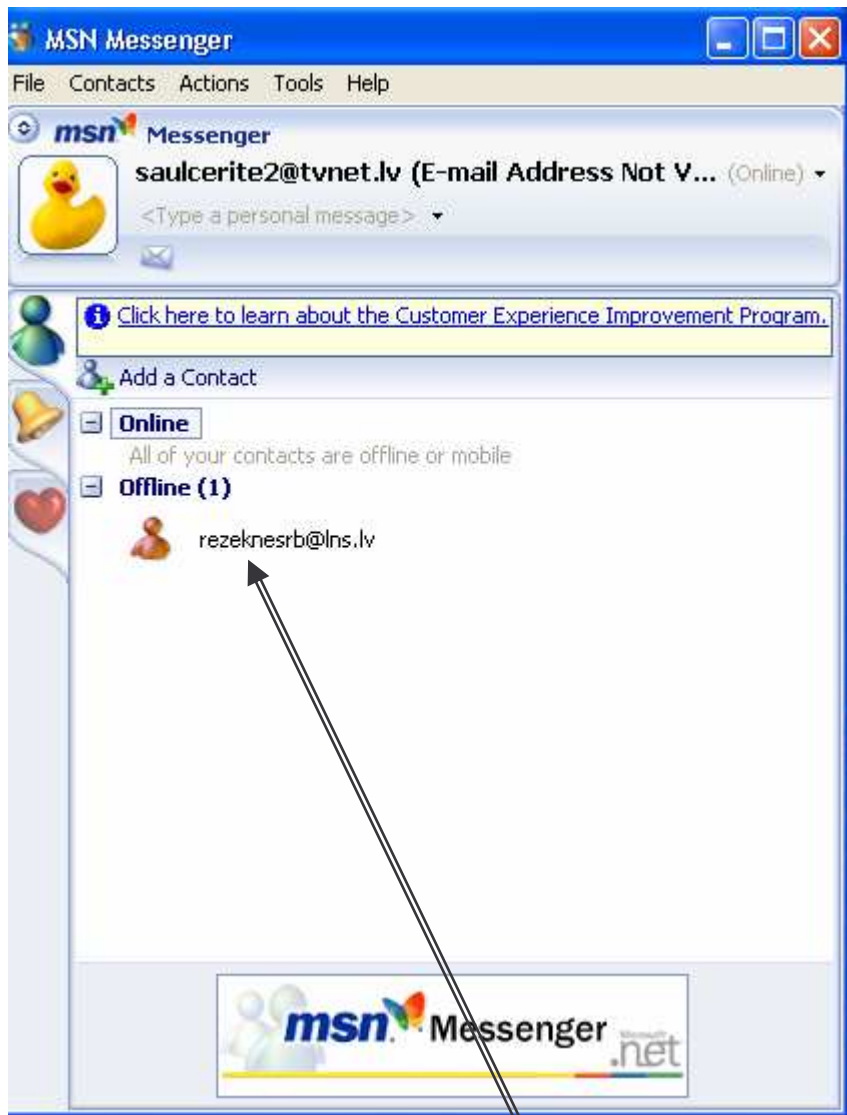 MSN Messenger
File Contacts Actions Tools Help
msn Messenger
saulcerite2@tvnet.lv (E-mail Address Not V... (Online)
<Type a personal message>
Click here to learn about the Customer Experience Improvement Program.
Add a Contact
Online
All of your contacts are offline or mobile
Offline (1)
rezeknesrb@lns.lv
msn Messenger
Microsoft
.net